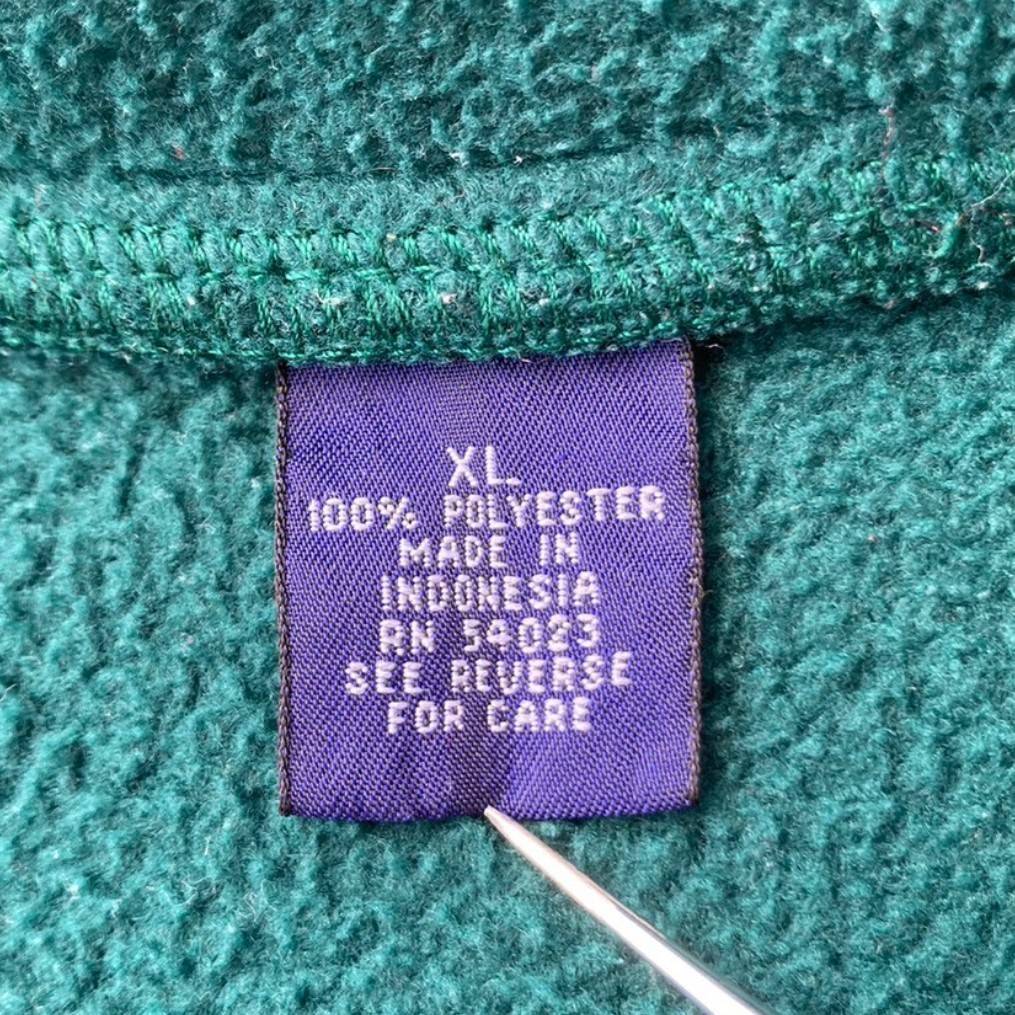 XL
100% POLYESTER
MADE IN
INDONESIA
RN 54023
SEE REVERSE
FOR CARE